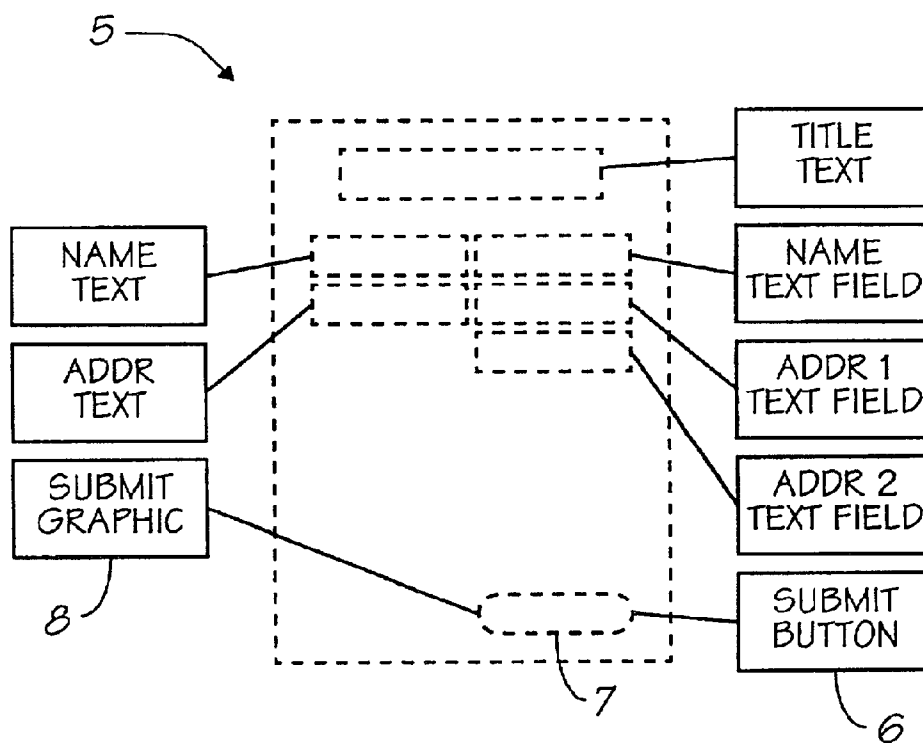 5
TITLE
TEXT
NAME
TEXT
NAME
TEXT FIELD
ADDR
TEXT
ADDR 1
TEXT FIELD
SUBMIT
GRAPHIC
ADDR 2
TEXT FIELD
8
SUBMIT
BUTTON
7
6